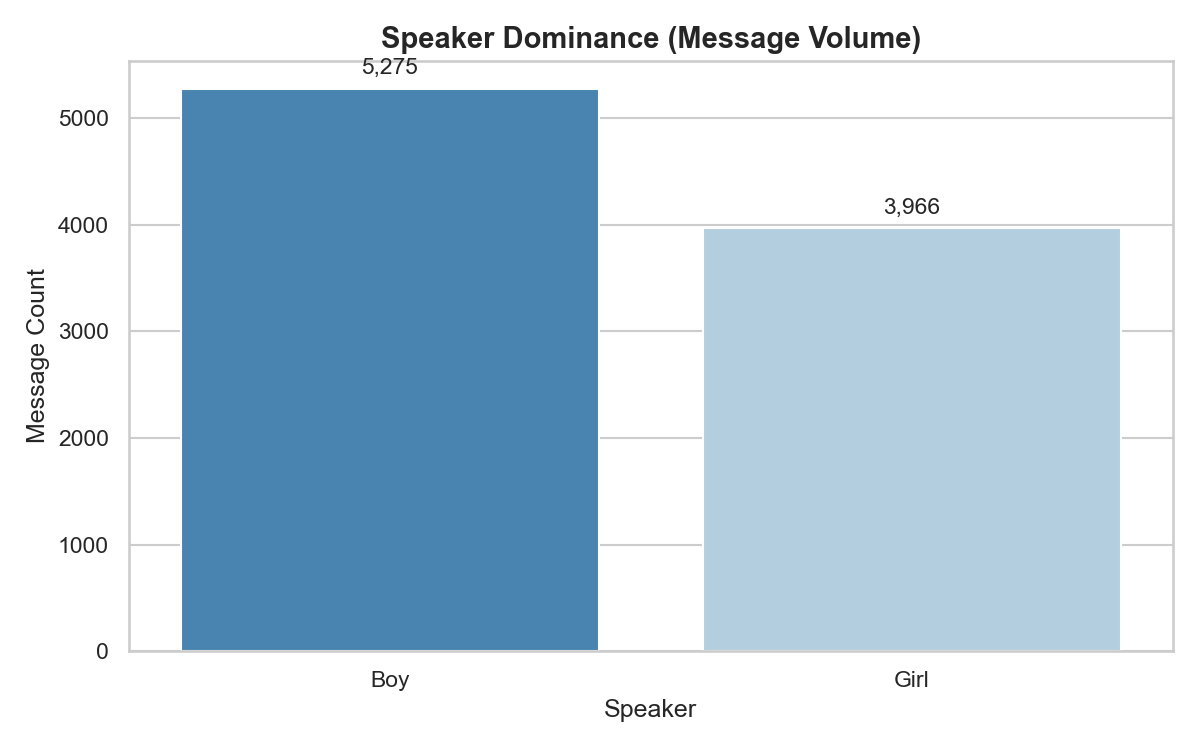 Speaker Dominance (Message Volume)
5,275
5000
3,966
4000
3000
2000
1000
0
Message Count
Boy
Girl
Speaker